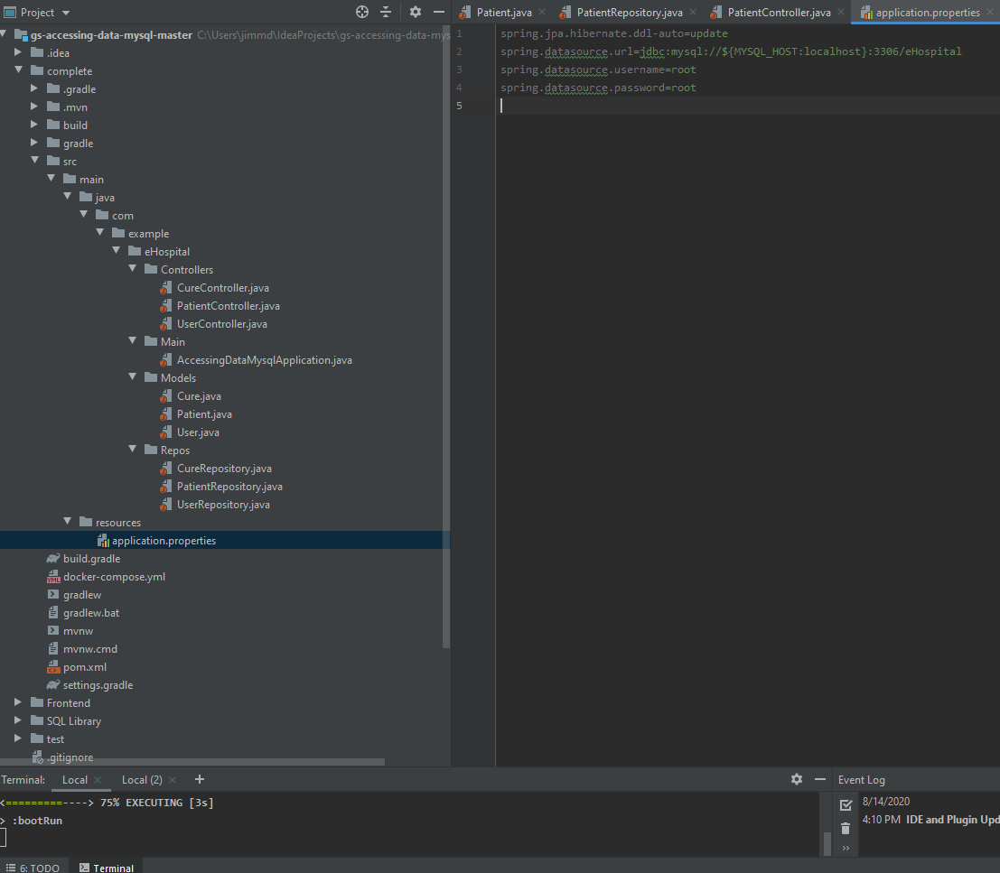 Project
gs-accessing-data-mysql-master C:\Users\jimmd\IdeaProjects\gs-accessing-data-mys
.idea
complete
.gradle
.mvn
build
gradle
src
main
java
com
example
eHospital
Controllers
CureController.java
PatientController.java
UserController.java
Main
AccessingDataMysqlApplication.java
Models
Cure.java
Patient.java
User.java
Repos
CureRepository.java
PatientRepository.java
UserRepository.java
resources
application.properties
build.gradle
docker-compose.yml
gradlew
gradlew.bat
mvnw
mvnw.cmd
pom.xml
settings.gradle
Frontend
SQL Library
test
.gitignore
Patient.java PatientRepository.java PatientController.java application.properties
1 spring.jpa.hibernate.ddl-auto=update
2 spring.datasource.url=jdbc:mysql://${MYSQL_HOST:localhost}:3306/eHospital
3 spring.datasource.username=root
4 spring.datasource.password=root
5
Terminal: Local Local (2) +
<=========----> 75% EXECUTING [3s]
> :bootRun
Event Log
8/14/2020
4:10 PM IDE and Plugin Upd
6: TODO Terminal